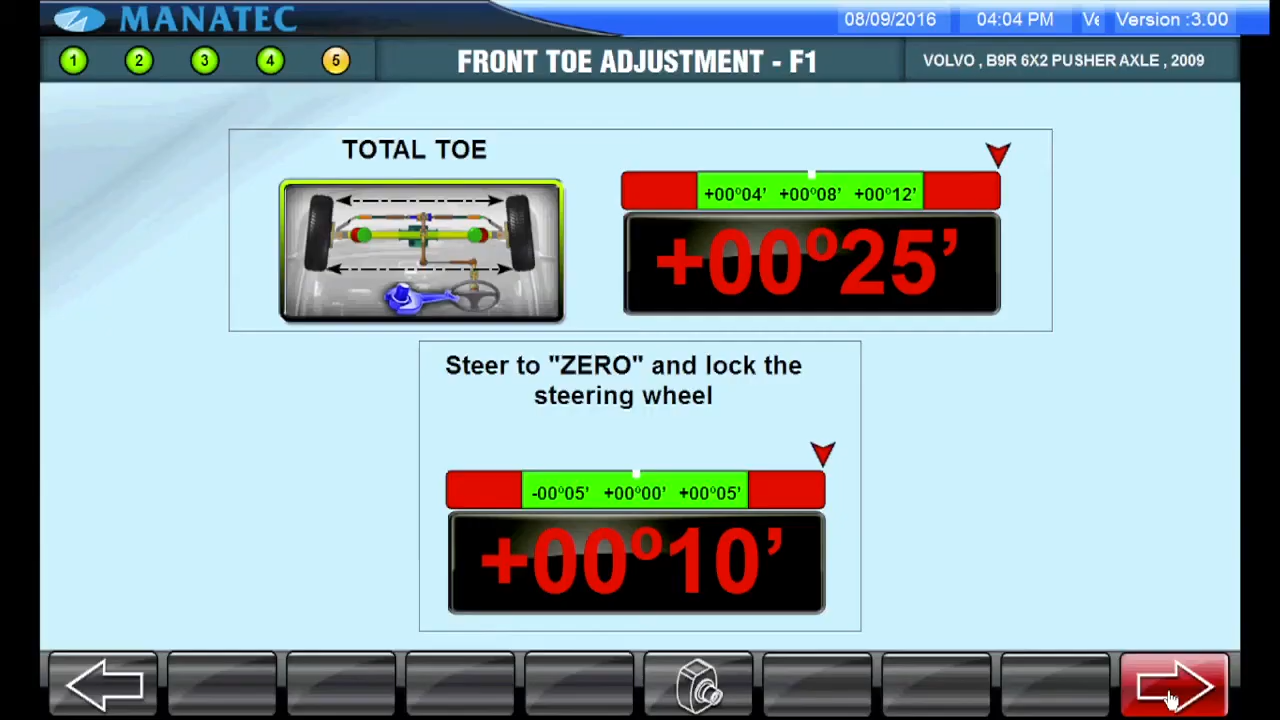 MANATEC
08/09/2016 04:04 PM Ve Version :3.00
1 2 3 4 5 FRONT TOE ADJUSTMENT - F1 VOLVO , B9R 6X2 PUSHER AXLE , 2009
TOTAL TOE
+00º04’ +00º08’ +00º12’
+00º25’
Steer to "ZERO" and lock the
steering wheel
-00º05’ +00º00’ +00º05’
+00º10’